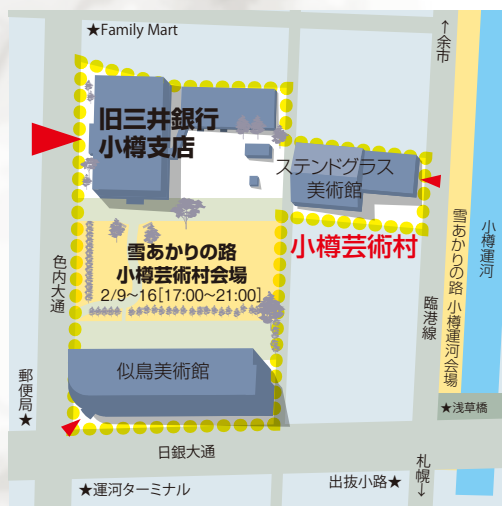 ★Family Mart
↑余市
旧三井銀行
小樽支店
ステンドグラス
美術館
小樽芸術村
雪あかりの路
小樽芸術村会場
2/9~16[17:00~21:00]
色内大通
似鳥美術館
郵便局★
日銀大通
★運河ターミナル
出抜小路★
札幌→
臨港線
雪あかりの路 小樽運河会場
小樽運河
★浅草橋